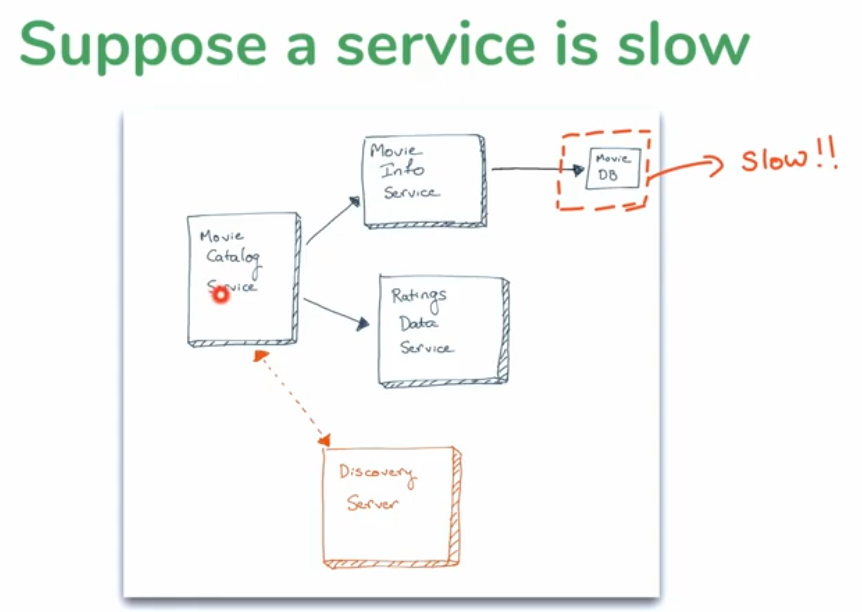 Suppose a service is slow
Movie
Info
Service
Movie
DB
Slow!!
Movie
Catalog
Service
Ratings
Data
Service
Discovery
Server